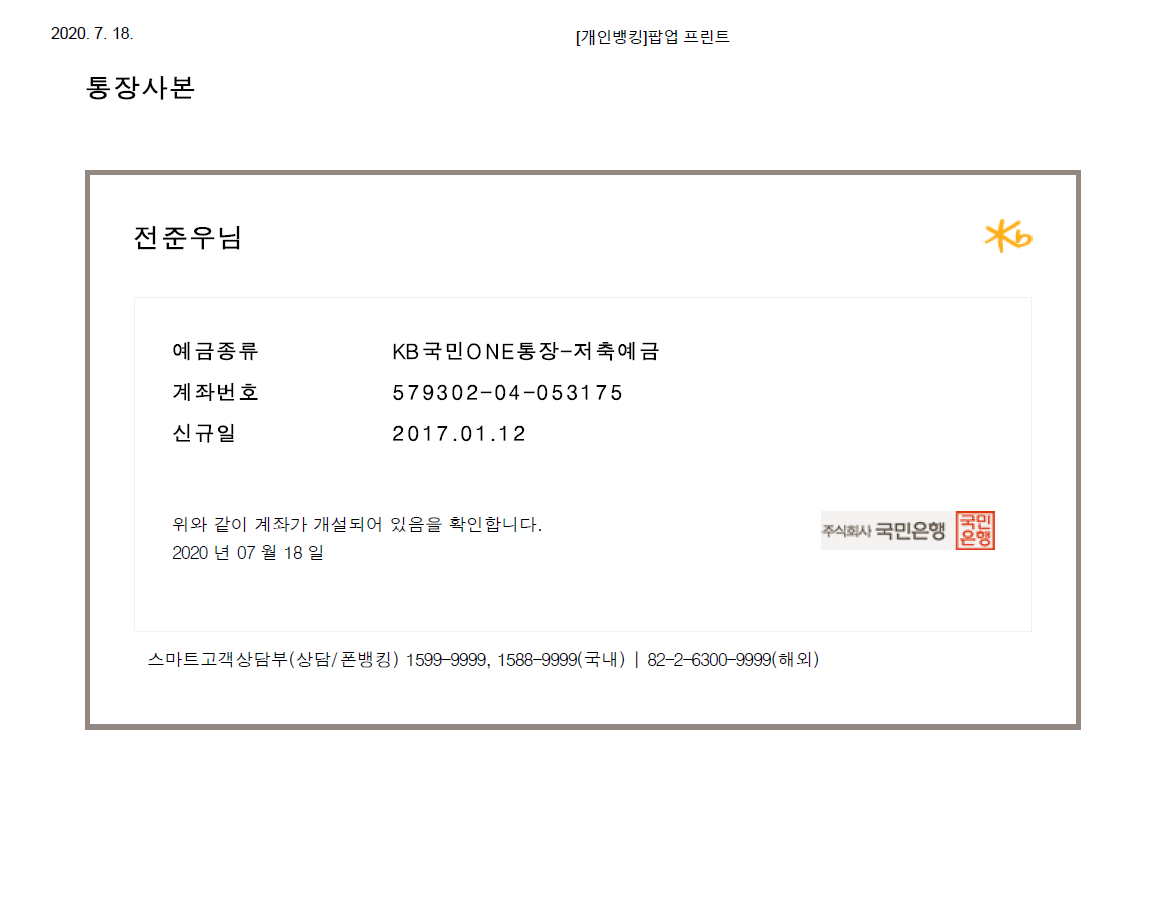 2020. 7. 18.
[개인뱅킹]팝업 프린트
통장사본
전준우님
Kb
예금종류 KB국민ONE통장-저축예금
계좌번호 579302-04-053175
신규일 2017.01.12
위와 같이 계좌가 개설되어 있음을 확인합니다.
2020 년 07 월 18 일
주식회사 국민은행
국민
은행
스마트고객상담부(상담/폰뱅킹) 1599-9999, 1588-9999(국내) | 82-2-6300-9999(해외)